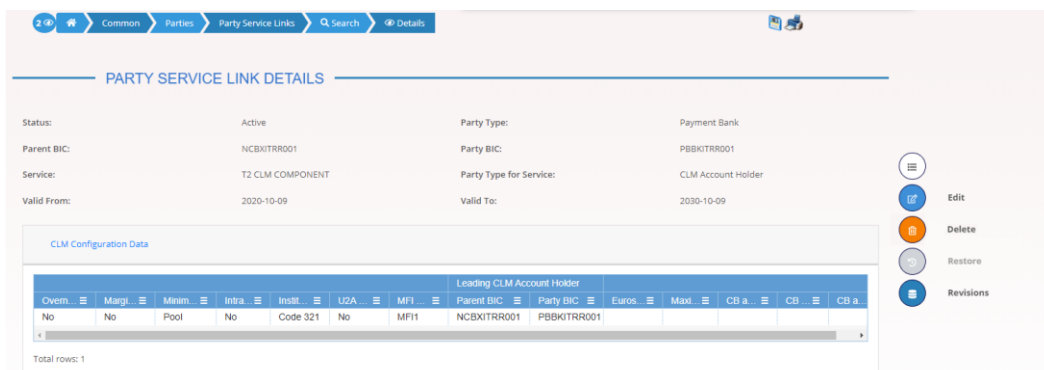 2 Common Parties Party Service Links Search Details
PARTY SERVICE LINK DETAILS
Status: Active Party Type: Payment Bank
Parent BIC: NCBXITRR001 Party BIC: PBBKITRR001
Service: T2 CLM COMPONENT Party Type for Service: CLM Account Holder
Valid From: 2020-10-09 Valid To: 2030-10-09
Edit
Delete
Restore
Revisions
CLM Configuration Data
Leading CLM Account Holder
Overn... Margi... Minim... Intra... Instit... U2A ... MFI ... Parent BIC Party BIC Euros... Maxi... CB a... CB ... CB a...
No No Pool No Code 321 No MFI1 NCBXITRR001 PBBKITRR001
Total rows: 1